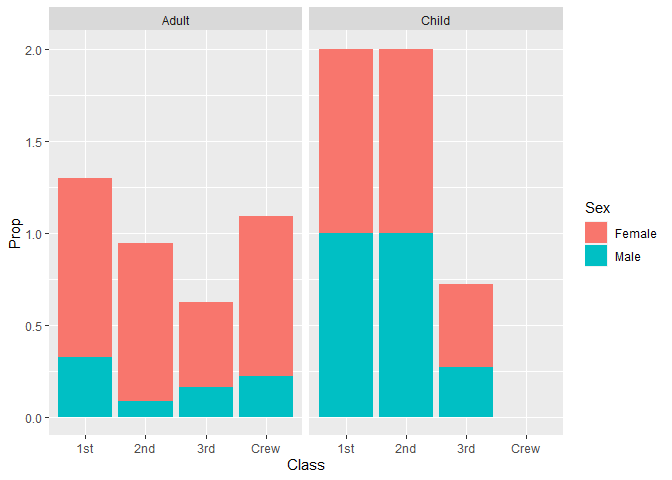 Adult
Child
2.0
1.5
1.0
0.5
0.0
Prop
1st 2nd 3rd Crew
1st 2nd 3rd Crew
Class
Sex
Female
Male